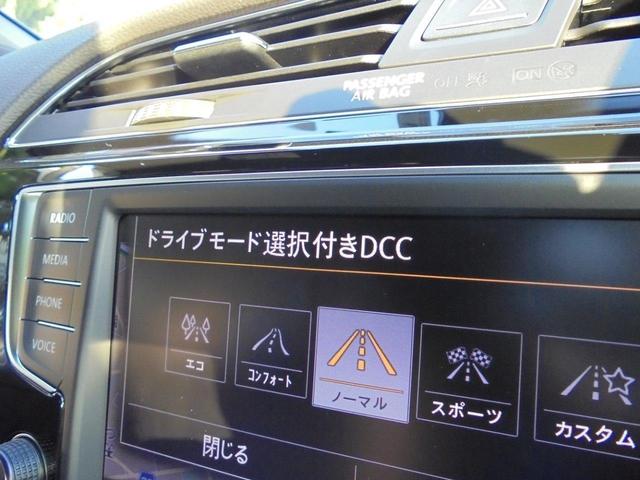 PASSENGER
AIR BAG
OFF
ON
RADIO
MEDIA
PHONE
VOICE
ドライブモード選択付きDCC
エコ
コンフォート
ノーマル
スポーツ
カスタム
閉じる